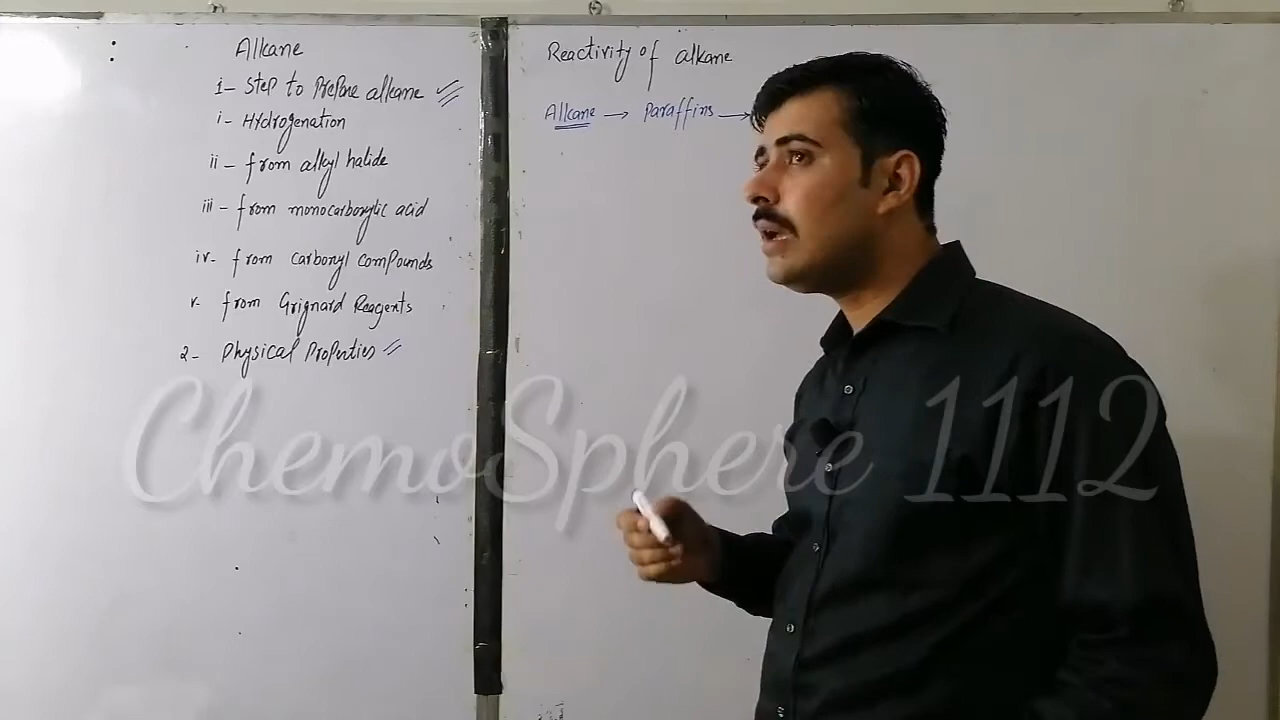 Alkane
1- Step to Prepare alkane
i- Hydrogenation
ii- from alkyl halide
iii- from monocarboxylic acid
iv- from carbonyl compounds
v- from Grignard Reagents
2- Physical Properties
Reactivity of alkane
Alkane → Paraffins →
ChemoSphere 1112